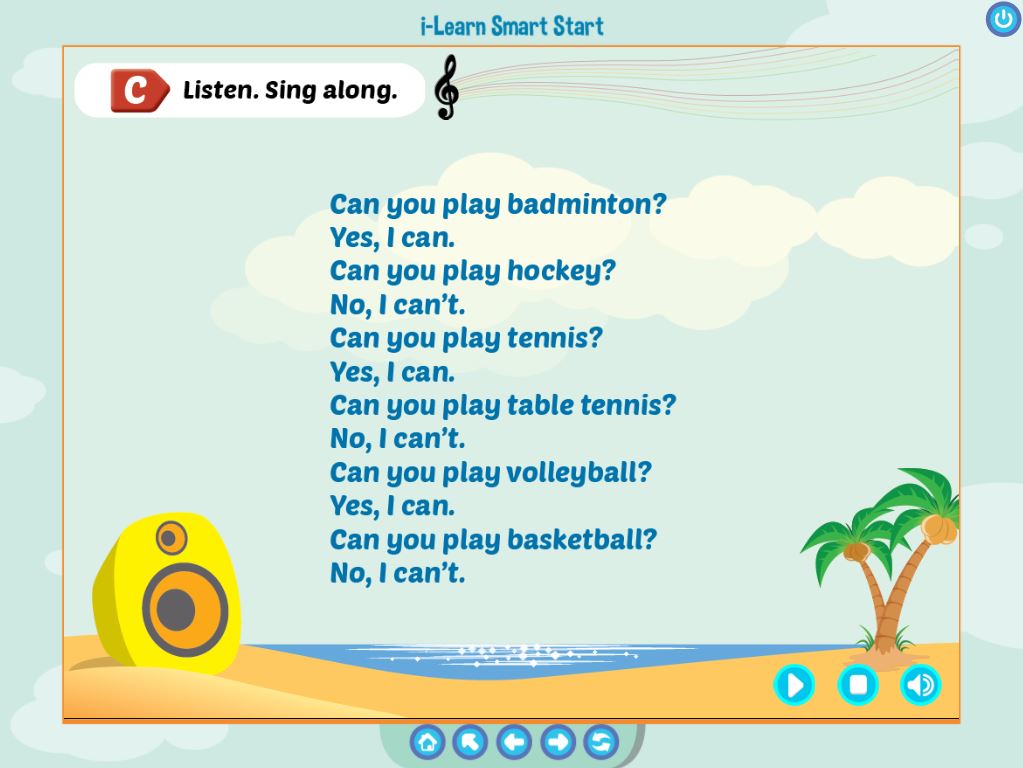 i-Learn Smart Start
C Listen. Sing along.
Can you play badminton?
Yes, I can.
Can you play hockey?
No, I can’t.
Can you play tennis?
Yes, I can.
Can you play table tennis?
No, I can’t.
Can you play volleyball?
Yes, I can.
Can you play basketball?
No, I can’t.